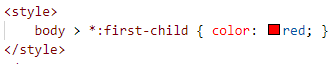 <style>
    body > *:first-child { color: red; }
</style>